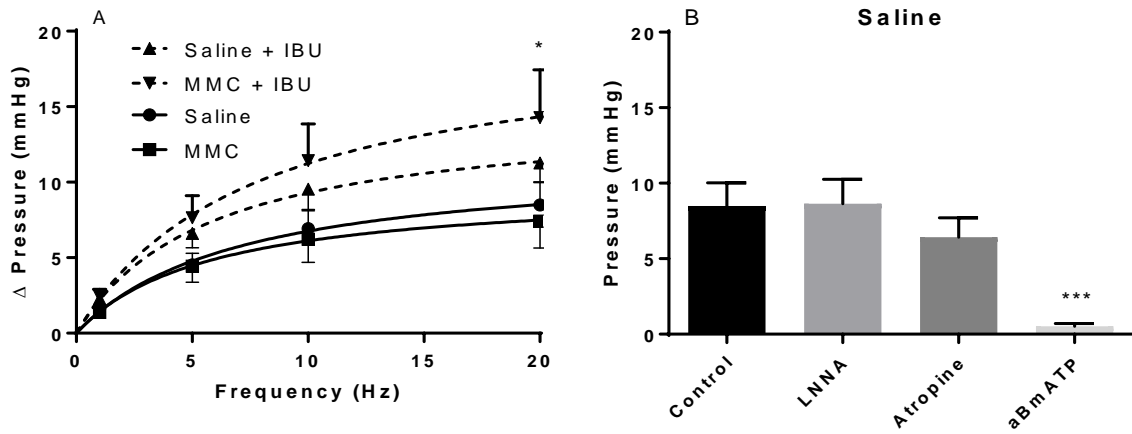 A
20
15
10
5
0
Δ Pressure (mmHg)
Saline + IBU
MMC + IBU
Saline
MMC
*
0 5 10 15 20
Frequency (Hz)
B
Saline
20
15
10
5
0
Pressure (mmHg)
***
Control
LNNA
Atropine
aBmATP